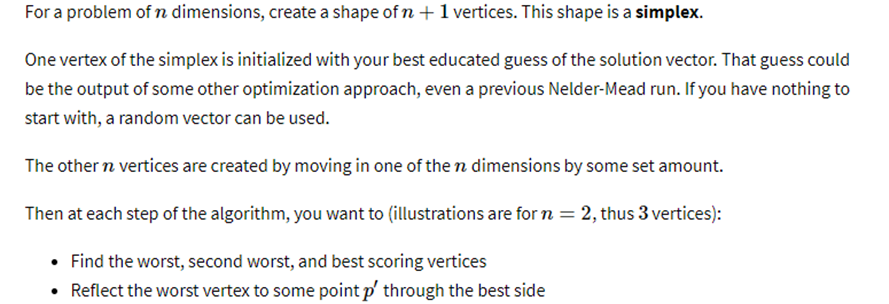 For a problem of n dimensions, create a shape of n + 1 vertices. This shape is a simplex.
One vertex of the simplex is initialized with your best educated guess of the solution vector. That guess could
be the output of some other optimization approach, even a previous Nelder-Mead run. If you have nothing to
start with, a random vector can be used.
The other n vertices are created by moving in one of the n dimensions by some set amount.
Then at each step of the algorithm, you want to (illustrations are for n = 2, thus 3 vertices):
• Find the worst, second worst, and best scoring vertices
• Reflect the worst vertex to some point p′ through the best side